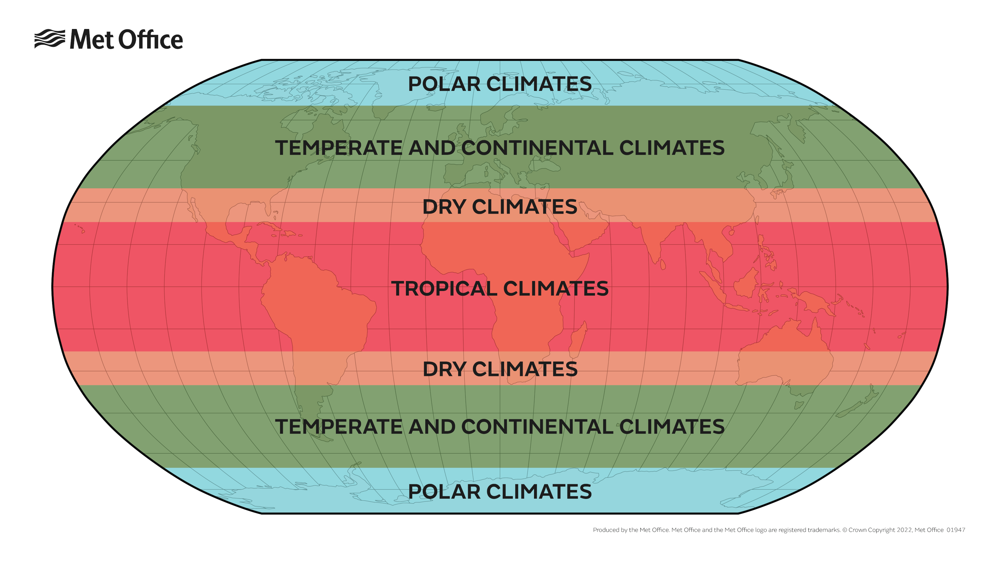 Met Office
POLAR CLIMATES
TEMPERATE AND CONTINENTAL CLIMATES
DRY CLIMATES
TROPICAL CLIMATES
DRY CLIMATES
TEMPERATE AND CONTINENTAL CLIMATES
POLAR CLIMATES
Produced by the Met Office. Met Office and the Met Office logo are registered trademarks. © Crown Copyright 2022, Met Office 01947